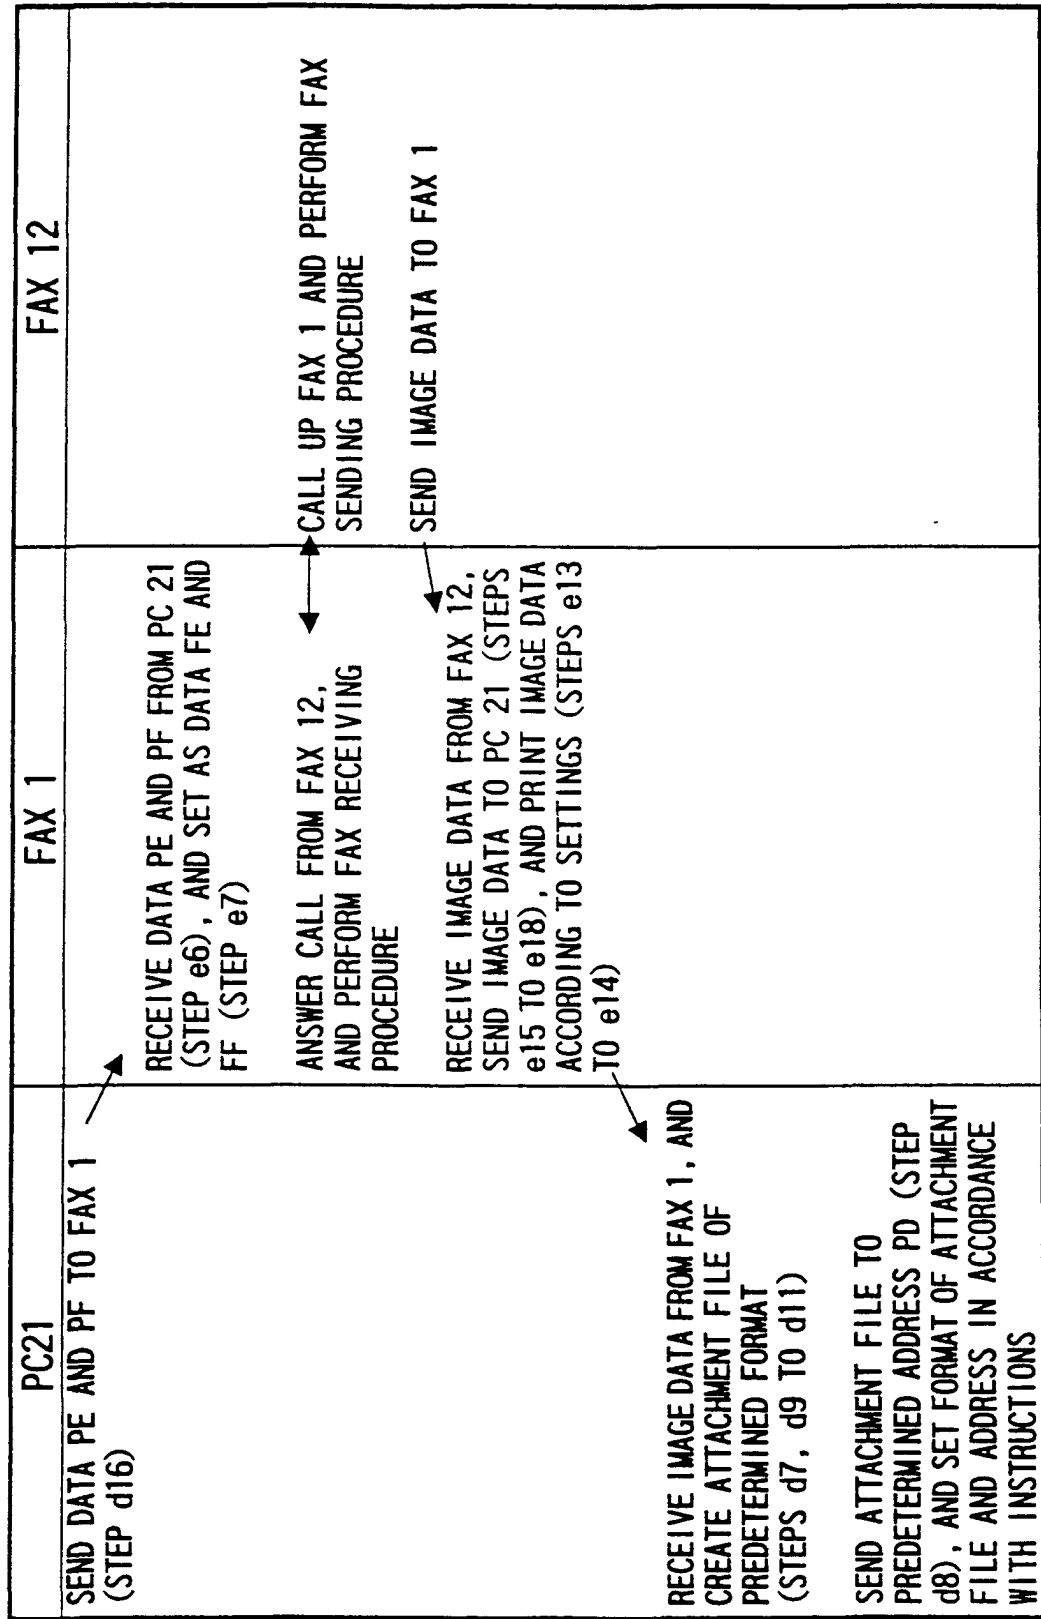 PC21
SEND DATA PE AND PF TO FAX 1
(STEP d16)
RECEIVE IMAGE DATA FROM FAX 1, AND
CREATE ATTACHMENT FILE OF
PREDETERMINED FORMAT
(STEPS d7, d9 TO d11)
SEND ATTACHMENT FILE TO
PREDETERMINED ADDRESS PD (STEP
d8), AND SET FORMAT OF ATTACHMENT
FILE AND ADDRESS IN ACCORDANCE
WITH INSTRUCTIONS
FAX 1
RECEIVE DATA PE AND PF FROM PC 21
(STEP e6), AND SET AS DATA FE AND
FF (STEP e7)
ANSWER CALL FROM FAX 12,
AND PERFORM FAX RECEIVING
PROCEDURE
RECEIVE IMAGE DATA FROM FAX 12,
SEND IMAGE DATA TO PC 21 (STEPS
e15 TO e18), AND PRINT IMAGE DATA
ACCORDING TO SETTINGS (STEPS e13
TO e14)
FAX 12
CALL UP FAX 1 AND PERFORM FAX
SENDING PROCEDURE
SEND IMAGE DATA TO FAX 1